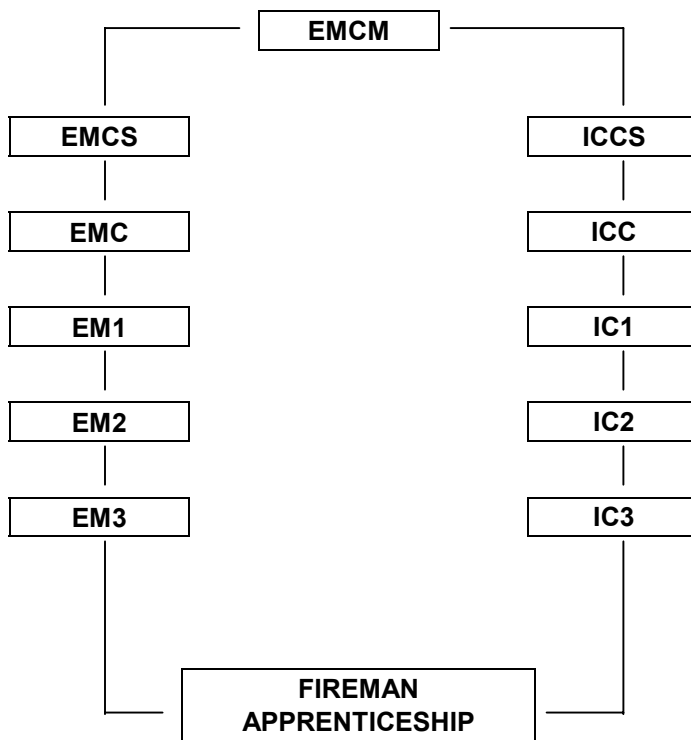 EMCM
EMCS
ICCS
EMC
ICC
EM1
IC1
EM2
IC2
EM3
IC3
FIREMAN
APPRENTICESHIP